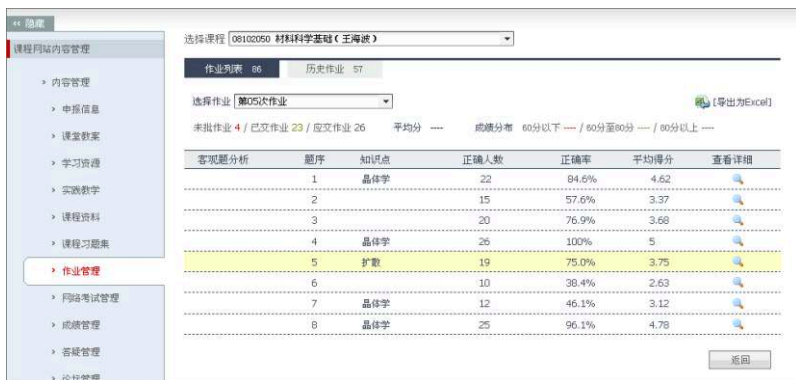 « 隐藏
课程网站内容管理
› 内容管理
› 申报信息
› 课堂教案
› 学习资源
› 实践教学
› 课程资料
› 课程习题集
› 作业管理
› 网络考试管理
› 成绩管理
› 答疑管理
› 论坛管理
选择课程 08102050 材料科学基础(王海波)
作业列表 86 历史作业 57
选择作业 第05次作业 [导出为Excel]
未批作业 4 / 已交作业 23 / 应交作业 26 平均分 ---- 成绩分布 60分以下 ---- / 60分至80分 ---- / 80分以上 ----
客观题分析 题序 知识点 正确人数 正确率 平均得分 查看详细
1 晶体学 22 84.6% 4.62
2 15 57.6% 3.37
3 20 76.9% 3.68
4 晶体学 26 100% 5
5 扩散 19 75.0% 3.75
6 10 38.4% 2.63
7 晶体学 12 46.1% 3.12
8 晶体学 25 96.1% 4.78
返回